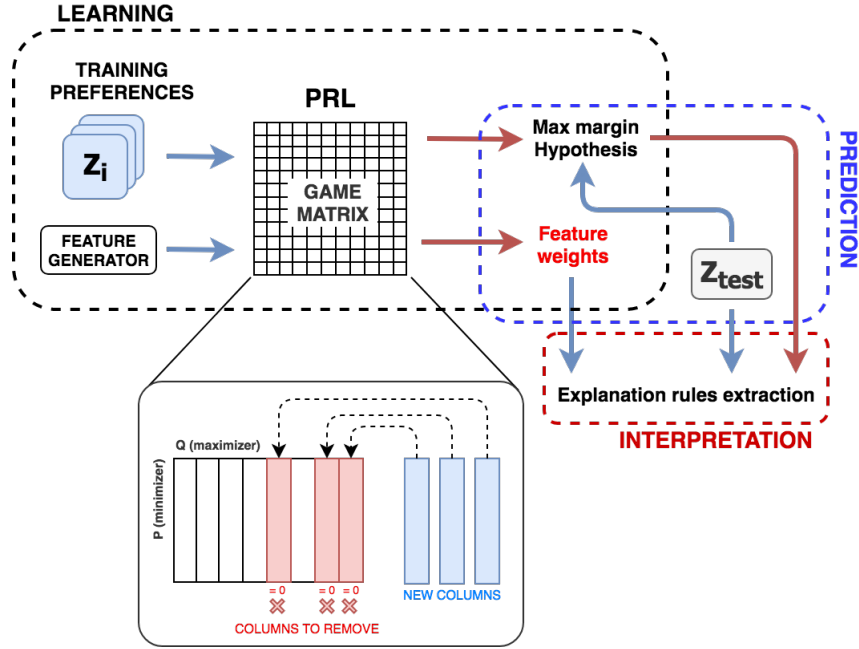 LEARNING
TRAINING
PREFERENCES
Zi
FEATURE
GENERATOR
PRL
GAME
MATRIX
Max margin
Hypothesis
Feature
weights
PREDICTION
Ztest
Explanation rules extraction
INTERPRETATION
Q (maximizer)
P (minimizer)
= 0
= 0
= 0
COLUMNS TO REMOVE
NEW COLUMNS